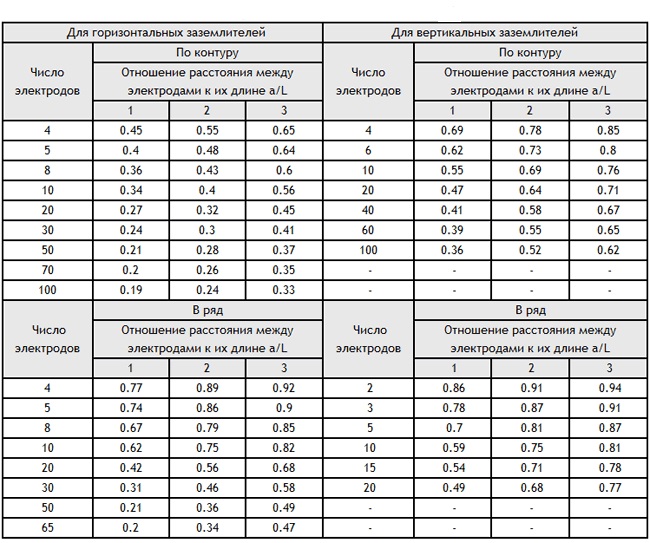 Для горизонтальных заземлителей Для вертикальных заземлителей
Число электродов По контуру Число электродов По контуру
Отношение расстояния между электродами к их длине a/L Отношение расстояния между электродами к их длине a/L
1 2 3 1 2 3
4 0.45 0.55 0.65 4 0.69 0.78 0.85
5 0.4 0.48 0.64 6 0.62 0.73 0.8
8 0.36 0.43 0.6 10 0.55 0.69 0.76
10 0.34 0.4 0.56 20 0.47 0.64 0.71
20 0.27 0.32 0.45 40 0.41 0.58 0.67
30 0.24 0.3 0.41 60 0.39 0.55 0.65
50 0.21 0.28 0.37 100 0.36 0.52 0.62
70 0.2 0.26 0.35 - - - -
100 0.19 0.24 0.33 - - - -
Число электродов В ряд Число электродов В ряд
Отношение расстояния между электродами к их длине a/L Отношение расстояния между электродами к их длине a/L
1 2 3 1 2 3
4 0.77 0.89 0.92 2 0.86 0.91 0.94
5 0.74 0.86 0.9 3 0.78 0.87 0.91
8 0.67 0.79 0.85 5 0.7 0.81 0.87
10 0.62 0.75 0.82 10 0.59 0.75 0.81
20 0.42 0.56 0.68 15 0.54 0.71 0.78
30 0.31 0.46 0.58 20 0.49 0.68 0.77
50 0.21 0.36 0.49 - - - -
65 0.2 0.34 0.47 - - - -